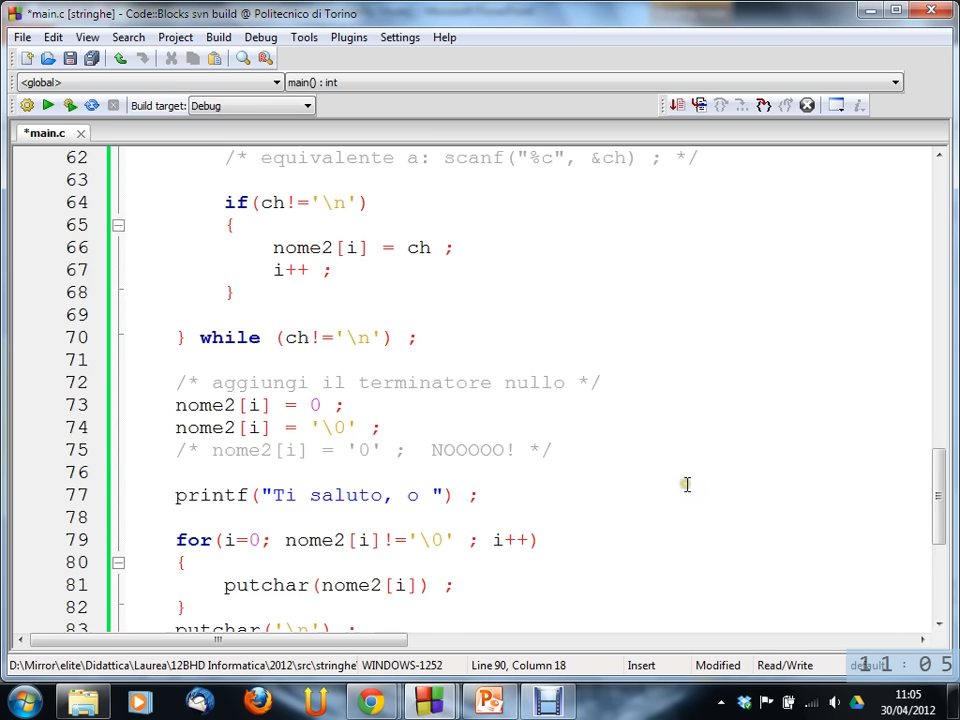 *main.c [stringhe] - Code::Blocks svn build @ Politecnico di Torino
File Edit View Search Project Build Debug Tools Plugins Settings Help
<global> main() : int
Build target: Debug
*main.c
62 /* equivalente a: scanf("%c", &ch) ; */
63
64 if(ch!='\n')
65 {
66 nome2[i] = ch ;
67 i++ ;
68 }
69
70 } while (ch!='\n') ;
71
72 /* aggiungi il terminatore nullo */
73 nome2[i] = 0 ;
74 nome2[i] = '\0' ;
75 /* nome2[i] = '0' ;  NOOOOO! */
76
77 printf("Ti saluto, o ") ;
78
79 for(i=0; nome2[i]!='\0' ; i++)
80 {
81 putchar(nome2[i]) ;
82 }
83 putchar('\n') ;
D:\Mirror\elite\Didattica\Laurea\12BHD Informatica\2012\src\stringhe WINDOWS-1252 Line 90, Column 18 Insert Modified Read/Write default
11:05
11:05
30/04/2012